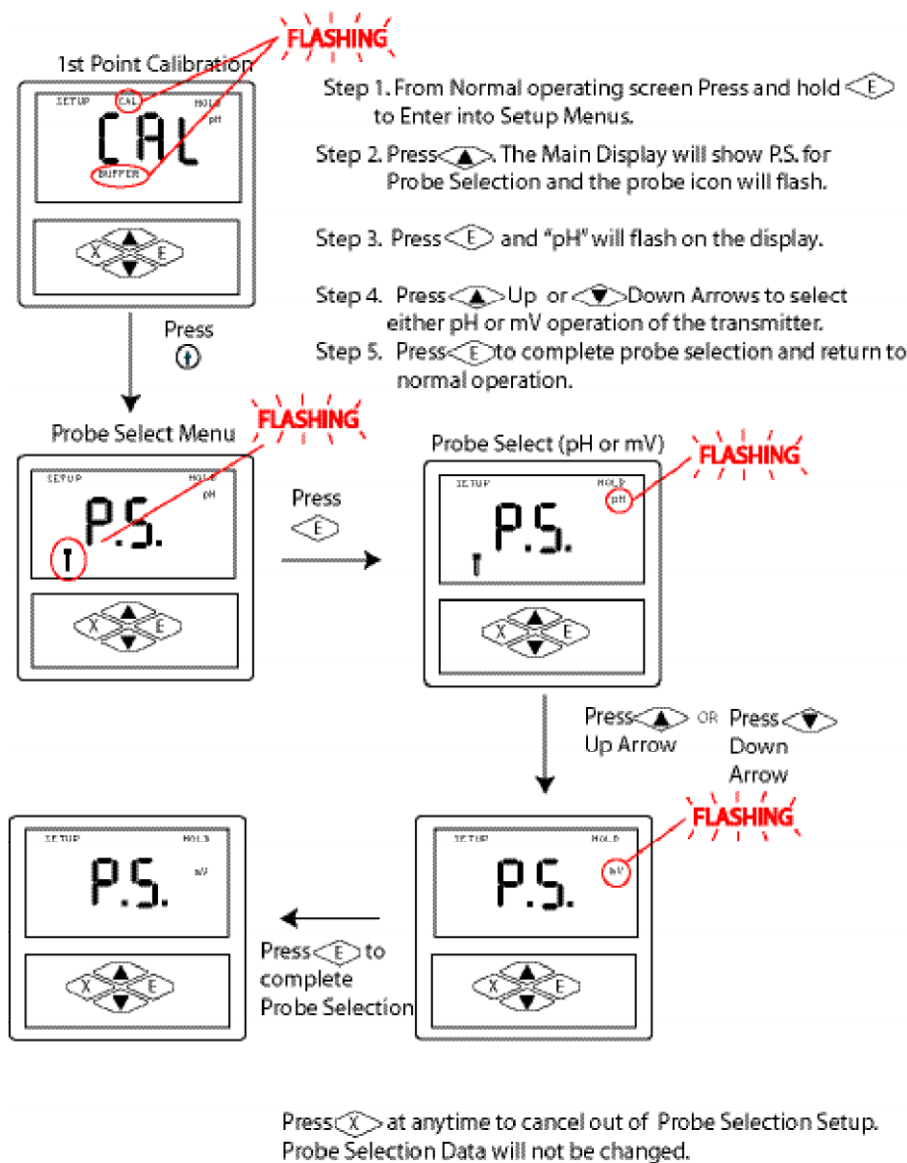 FLASHING
1st Point Calibration
SETUP CAL HOLD
pH
CAL
BUFFER
X E
Step 1. From Normal operating screen Press and hold E
to Enter into Setup Menus.
Step 2. Press ▲. The Main Display will show P.S. for
Probe Selection and the probe icon will flash.
Step 3. Press E and "pH" will flash on the display.
Step 4. Press ▲ Up or ▼ Down Arrows to select
either pH or mV operation of the transmitter.
Step 5. Press E to complete probe selection and return to
normal operation.
Press
↑
Probe Select Menu
FLASHING
SETUP HOLD
pH
P.S.
X E
Press
E
Probe Select (pH or mV)
FLASHING
SETUP HOLD
pH
P.S.
X E
Press ▲ OR Press ▼
Up Arrow Down
Arrow
FLASHING
SETUP HOLD
mV
P.S.
X E
Press E to
complete
Probe Selection
SETUP HOLD
mV
P.S.
X E
Press X at anytime to cancel out of Probe Selection Setup.
Probe Selection Data will not be changed.